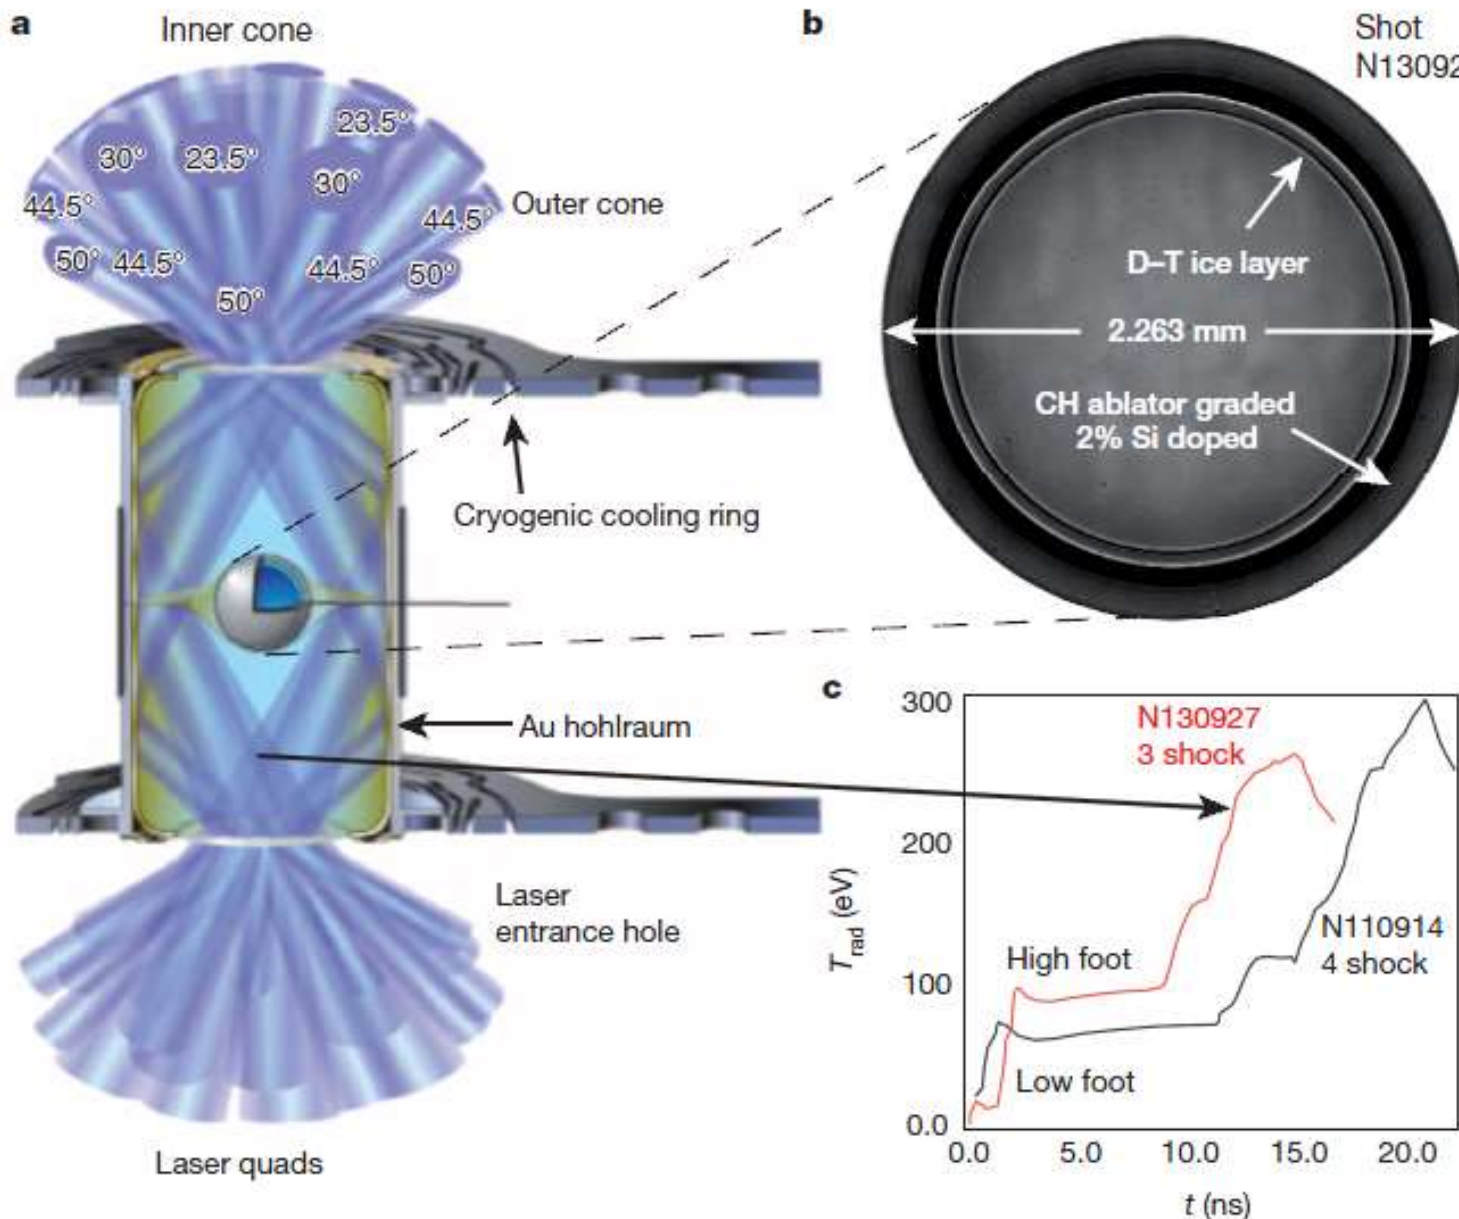 a
Inner cone
23.5°
30°
23.5°
30°
44.5°
44.5°
Outer cone
50°
44.5°
44.5°
50°
50°
Cryogenic cooling ring
Au hohlraum
Laser
entrance hole
Laser quads
b
Shot
N13092
D–T ice layer
2.263 mm
CH ablator graded
2% Si doped
c
300
200
100
0.0
T rad (eV)
N130927
3 shock
High foot
Low foot
N110914
4 shock
0.0
5.0
10.0
15.0
20.0
t (ns)